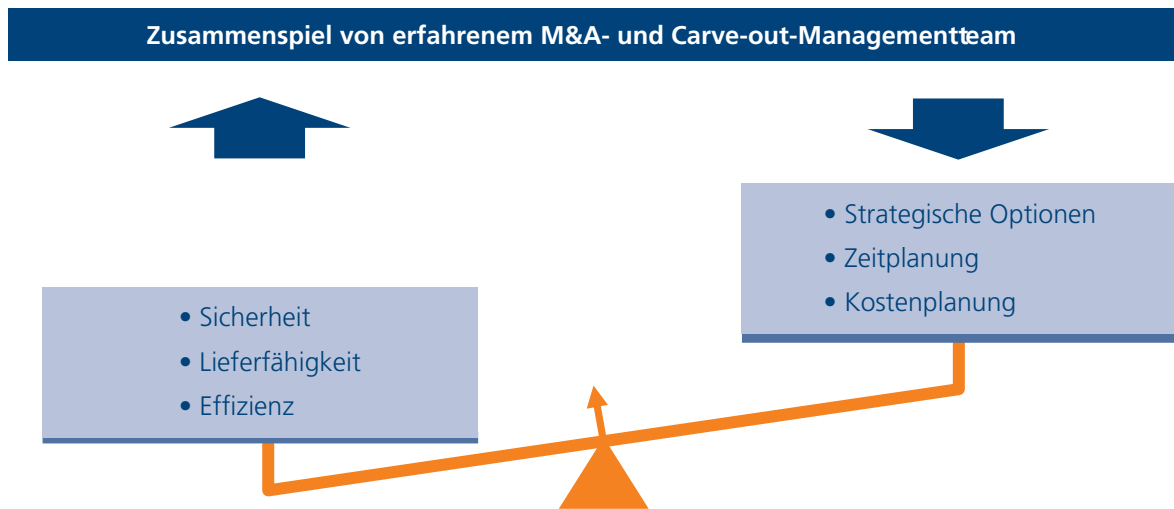 Zusammenspiel von erfahrenem M&A- und Carve-out-Managementteam
• Strategische Optionen
• Zeitplanung
• Kostenplanung
• Sicherheit
• Lieferfähigkeit
• Effizienz